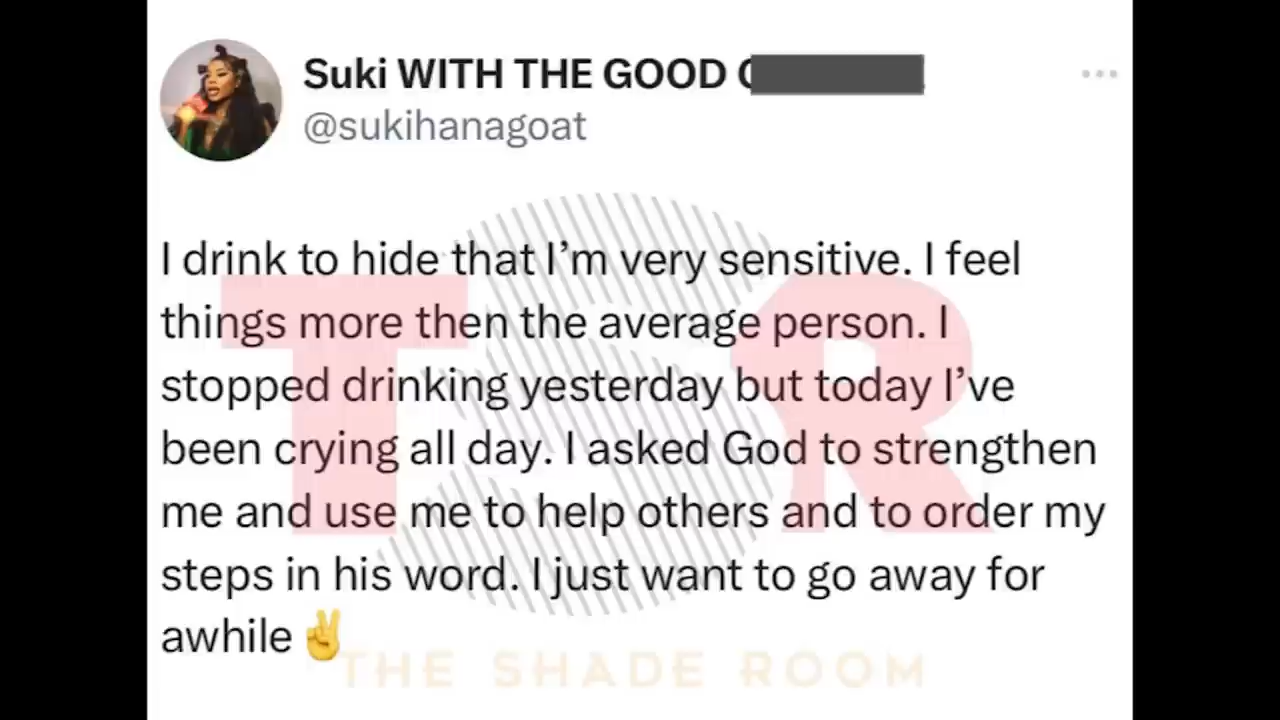 Suki WITH THE GOOD
@sukihanagoat
I drink to hide that I’m very sensitive. I feel
things more then the average person. I
stopped drinking yesterday but today I’ve
been crying all day. I asked God to strengthen
me and use me to help others and to order my
steps in his word. I just want to go away for
awhile ✌️
TSR
THE SHADE ROOM